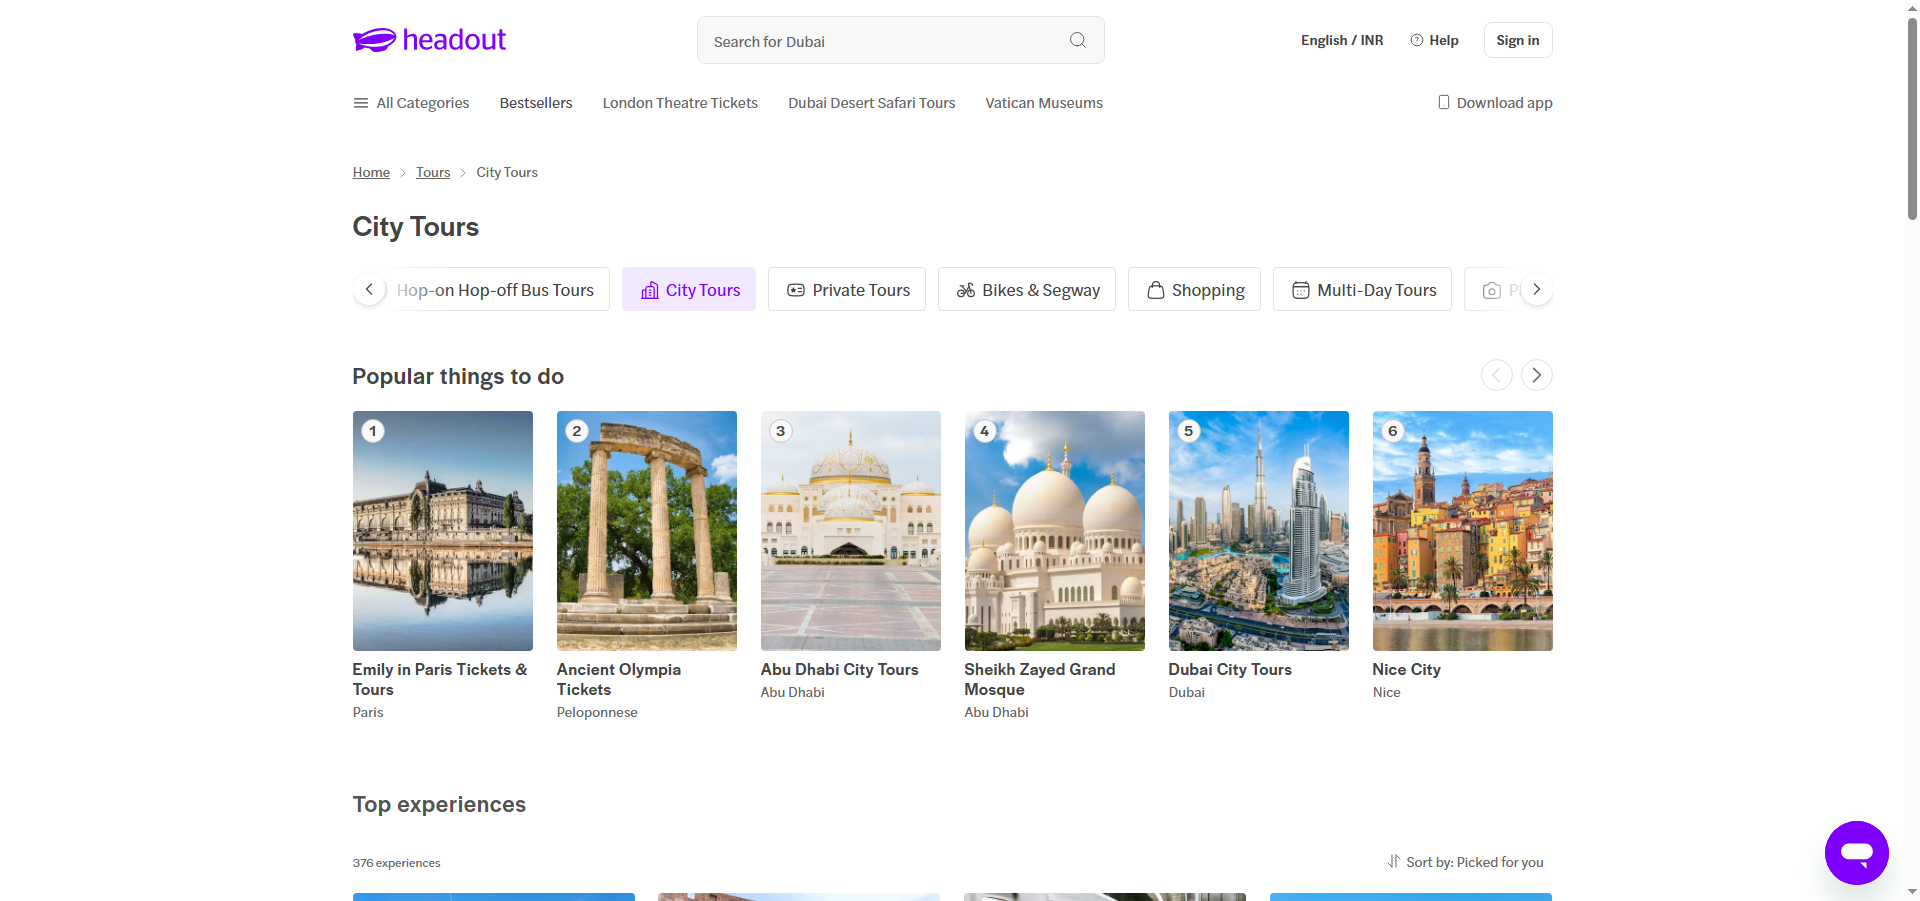 headout
Search for Dubai
English / INR
Help
Sign in
All Categories
Bestsellers
London Theatre Tickets
Dubai Desert Safari Tours
Vatican Museums
Download app
Home
Tours
City Tours
City Tours
Hop-on Hop-off Bus Tours
City Tours
Private Tours
Bikes & Segway
Shopping
Multi-Day Tours
Popular things to do
1
2
3
4
5
6
Emily in Paris Tickets &
Tours
Paris
Ancient Olympia
Tickets
Peloponnese
Abu Dhabi City Tours
Abu Dhabi
Sheikh Zayed Grand
Mosque
Abu Dhabi
Dubai City Tours
Dubai
Nice City
Nice
Top experiences
376 experiences
Sort by: Picked for you